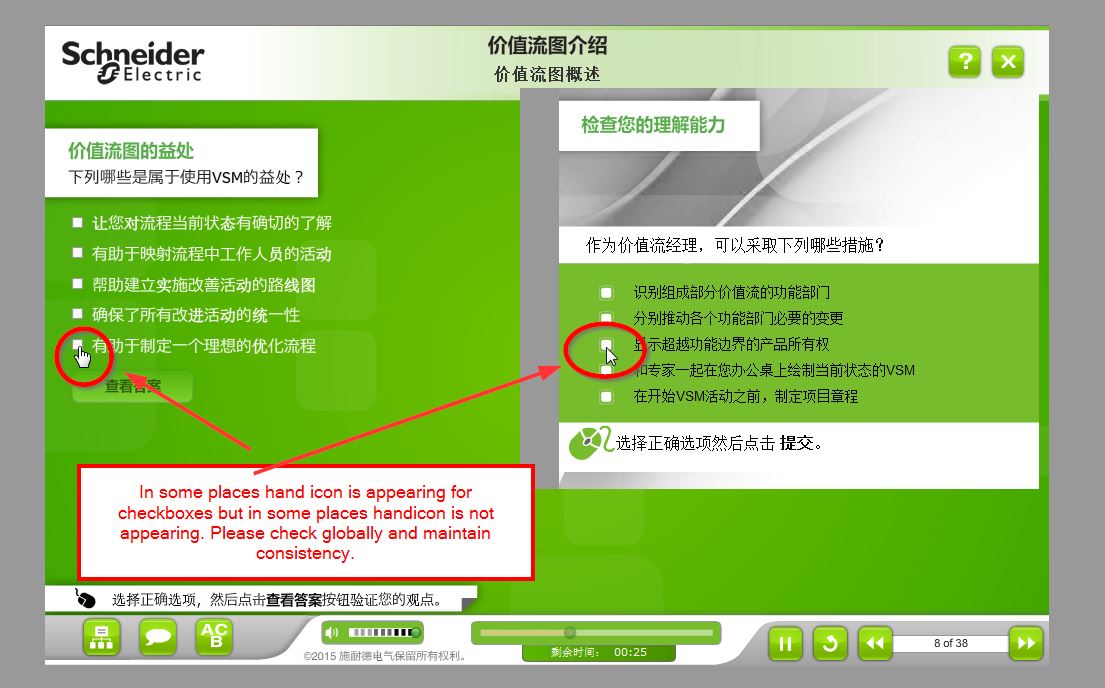 Schneider
Electric
价值流图介绍
价值流图概述
?
X
价值流图的益处
下列哪些是属于使用VSM的益处？
让您对流程当前状态有确切的了解
有助于映射流程中工作人员的活动
帮助建立实施改善活动的路线图
确保了所有改进活动的统一性
有助于制定一个理想的优化流程
查看答案
检查您的理解能力
作为价值流经理，可以采取下列哪些措施？
识别组成部分价值流的功能部门
分别推动各个功能部门必要的变更
显示超越功能边界的产品所有权
和专家一起在您办公桌上绘制当前状态的VSM
在开始VSM活动之前，制定项目章程
选择正确选项然后点击 提交。
In some places hand icon is appearing for
checkboxes but in some places handicon is not
appearing. Please check globally and maintain
consistency.
选择正确选项，然后点击查看答案按钮验证您的观点。
AC
B
©2015 施耐德电气保留所有权利。
剩余时间： 00:25
8 of 38